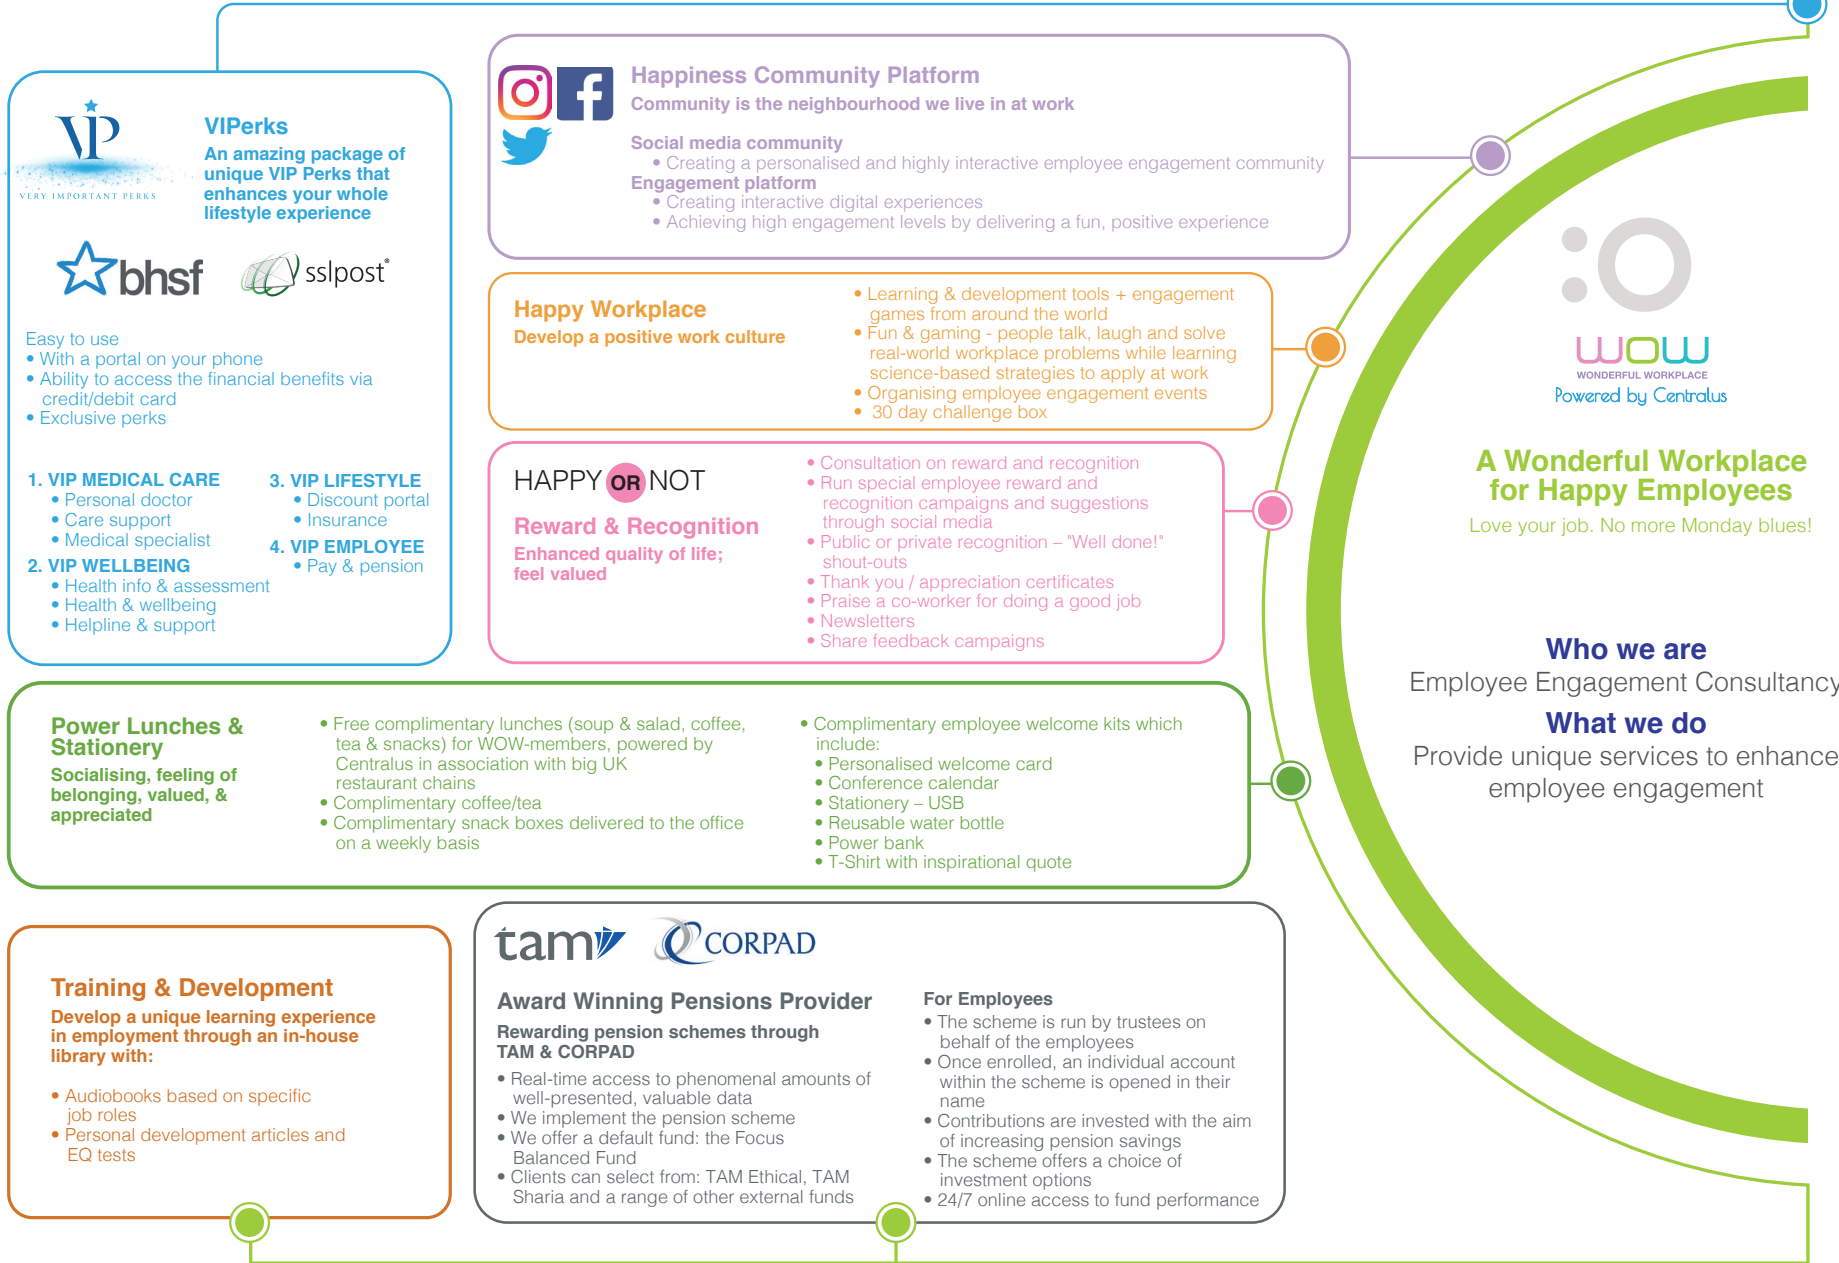 VIP
VERY IMPORTANT PERKS
VIPerks
An amazing package of
unique VIP Perks that
enhances your whole
lifestyle experience
bhsf
sslpost®
Easy to use
• With a portal on your phone
• Ability to access the financial benefits via
credit/debit card
• Exclusive perks
1. VIP MEDICAL CARE
• Personal doctor
• Care support
• Medical specialist
2. VIP WELLBEING
• Health info & assessment
• Health & wellbeing
• Helpline & support
3. VIP LIFESTYLE
• Discount portal
• Insurance
4. VIP EMPLOYEE
• Pay & pension
Happiness Community Platform
Community is the neighbourhood we live in at work
Social media community
• Creating a personalised and highly interactive employee engagement community
Engagement platform
• Creating interactive digital experiences
• Achieving high engagement levels by delivering a fun, positive experience
Happy Workplace
Develop a positive work culture
• Learning & development tools + engagement
games from around the world
• Fun & gaming - people talk, laugh and solve
real-world workplace problems while learning
science-based strategies to apply at work
• Organising employee engagement events
• 30 day challenge box
HAPPY OR NOT
Reward & Recognition
Enhanced quality of life;
feel valued
• Consultation on reward and recognition
• Run special employee reward and
recognition campaigns and suggestions
through social media
• Public or private recognition – "Well done!"
shout-outs
• Thank you / appreciation certificates
• Praise a co-worker for doing a good job
• Newsletters
• Share feedback campaigns
Power Lunches &
Stationery
Socialising, feeling of
belonging, valued, &
appreciated
• Free complimentary lunches (soup & salad, coffee,
tea & snacks) for WOW-members, powered by
Centralus in association with big UK
restaurant chains
• Complimentary coffee/tea
• Complimentary snack boxes delivered to the office
on a weekly basis
• Complimentary employee welcome kits which
include:
• Personalised welcome card
• Conference calendar
• Stationery – USB
• Reusable water bottle
• Power bank
• T-Shirt with inspirational quote
Training & Development
Develop a unique learning experience
in employment through an in-house
library with:
• Audiobooks based on specific
job roles
• Personal development articles and
EQ tests
tam
CORPAD
Award Winning Pensions Provider
Rewarding pension schemes through
TAM & CORPAD
• Real-time access to phenomenal amounts of
well-presented, valuable data
• We implement the pension scheme
• We offer a default fund: the Focus
Balanced Fund
• Clients can select from: TAM Ethical, TAM
Sharia and a range of other external funds
For Employees
• The scheme is run by trustees on
behalf of the employees
• Once enrolled, an individual account
within the scheme is opened in their
name
• Contributions are invested with the aim
of increasing pension savings
• The scheme offers a choice of
investment options
• 24/7 online access to fund performance
WOW
WONDERFUL WORKPLACE
Powered by Centralus
A Wonderful Workplace
for Happy Employees
Love your job. No more Monday blues!
Who we are
Employee Engagement Consultancy
What we do
Provide unique services to enhance
employee engagement